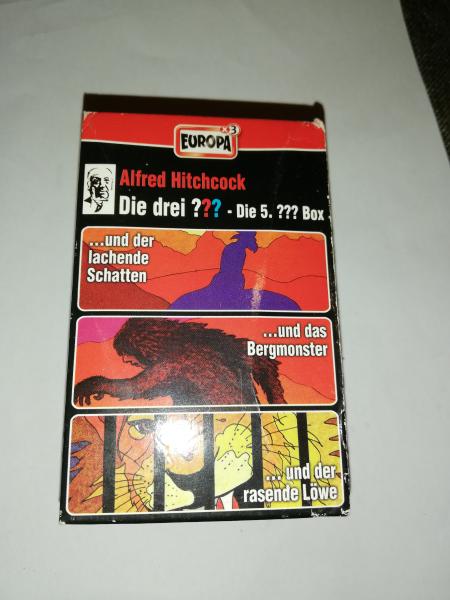 EUROPA x3
Alfred Hitchcock
Die drei ??? - Die 5. ??? Box
...und der
lachende
Schatten
...und das
Bergmonster
... und der
rasende Löwe